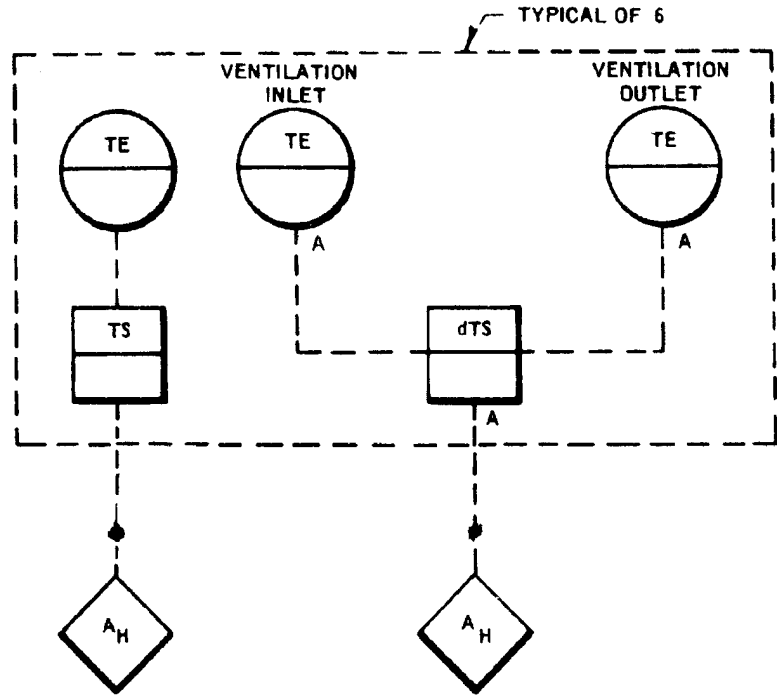 TYPICAL OF 6
VENTILATION
INLET
VENTILATION
OUTLET
TE
TE
TE
A
A
TS
dTS
A
AH
AH